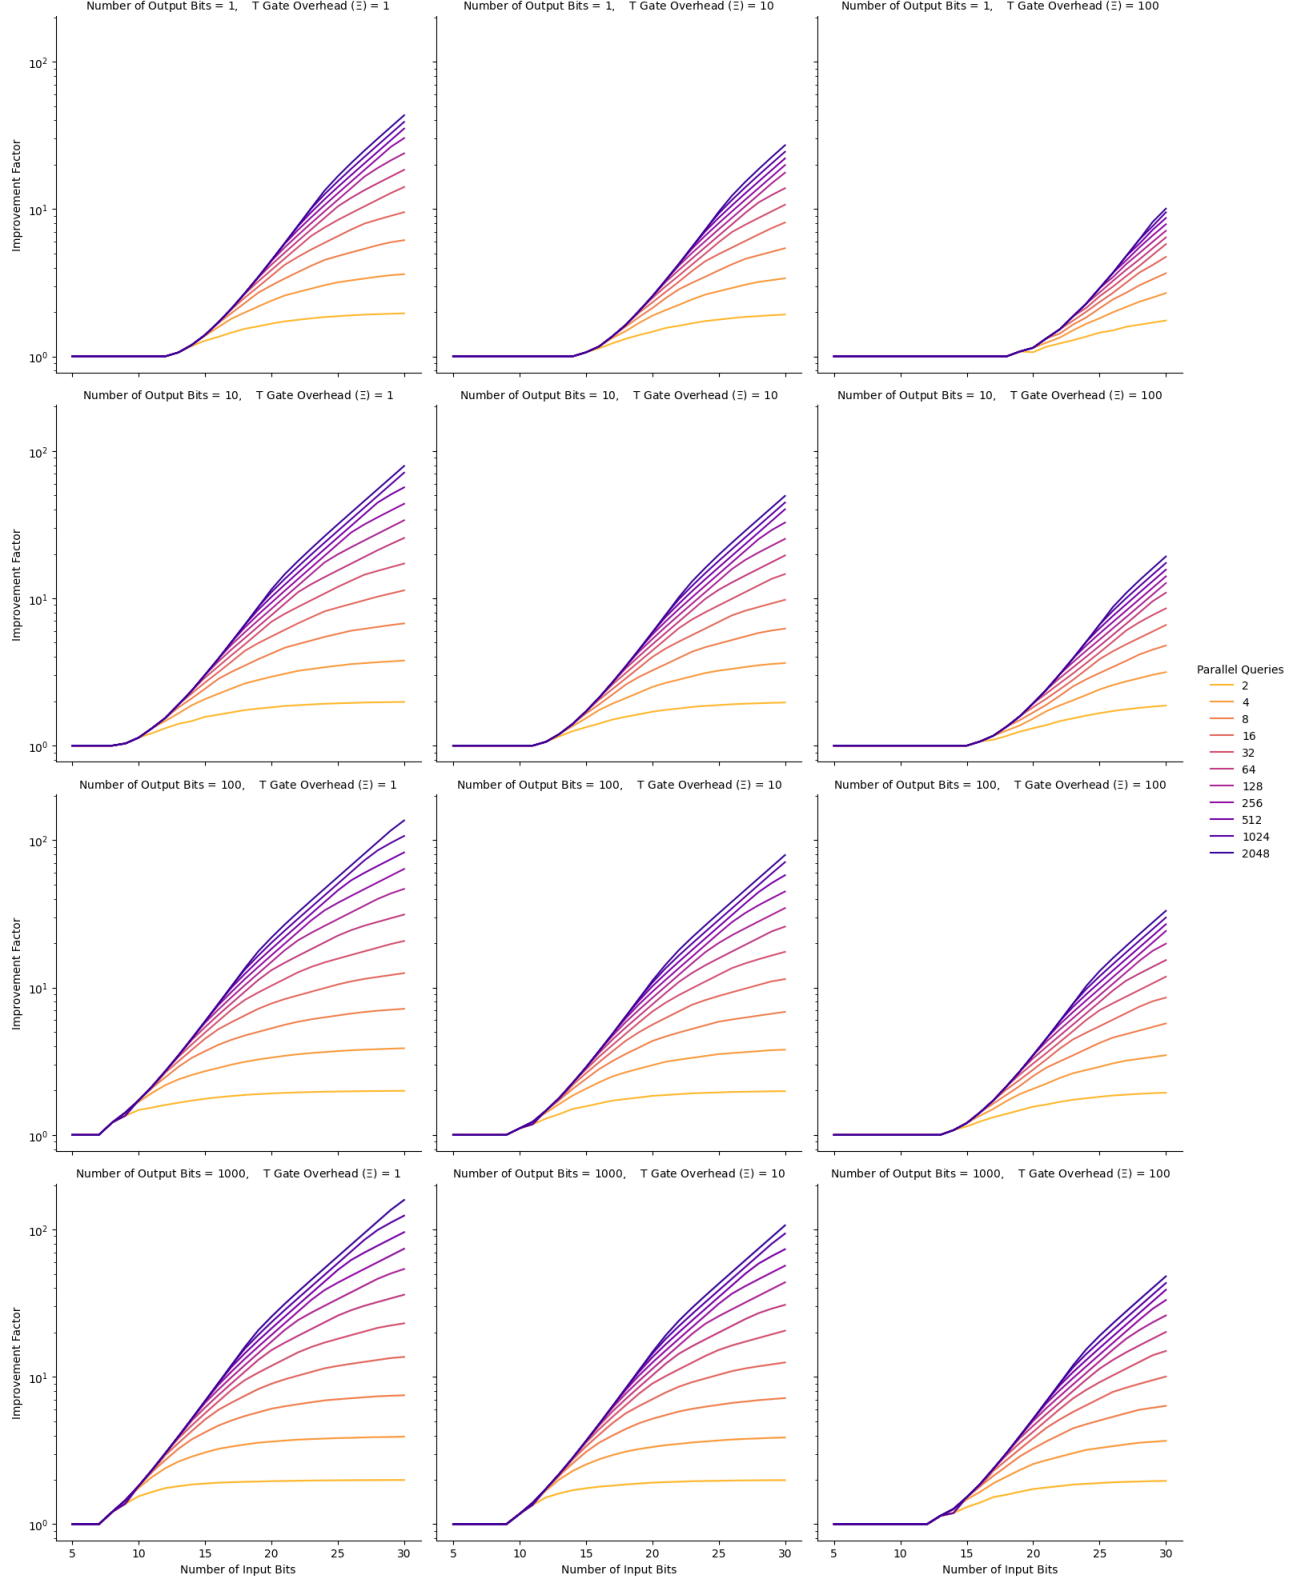 Number of Output Bits = 1,    T Gate Overhead (Ξ) = 1
Number of Output Bits = 1,    T Gate Overhead (Ξ) = 10
Number of Output Bits = 1,    T Gate Overhead (Ξ) = 100
10²
10¹
10⁰
Improvement Factor
Number of Output Bits = 10,    T Gate Overhead (Ξ) = 1
Number of Output Bits = 10,    T Gate Overhead (Ξ) = 10
Number of Output Bits = 10,    T Gate Overhead (Ξ) = 100
10²
10¹
10⁰
Improvement Factor
Parallel Queries
2
4
8
16
32
64
128
256
512
1024
2048
Number of Output Bits = 100,    T Gate Overhead (Ξ) = 1
Number of Output Bits = 100,    T Gate Overhead (Ξ) = 10
Number of Output Bits = 100,    T Gate Overhead (Ξ) = 100
10²
10¹
10⁰
Improvement Factor
Number of Output Bits = 1000,    T Gate Overhead (Ξ) = 1
Number of Output Bits = 1000,    T Gate Overhead (Ξ) = 10
Number of Output Bits = 1000,    T Gate Overhead (Ξ) = 100
10²
10¹
10⁰
Improvement Factor
5 10 15 20 25 30
5 10 15 20 25 30
5 10 15 20 25 30
Number of Input Bits
Number of Input Bits
Number of Input Bits